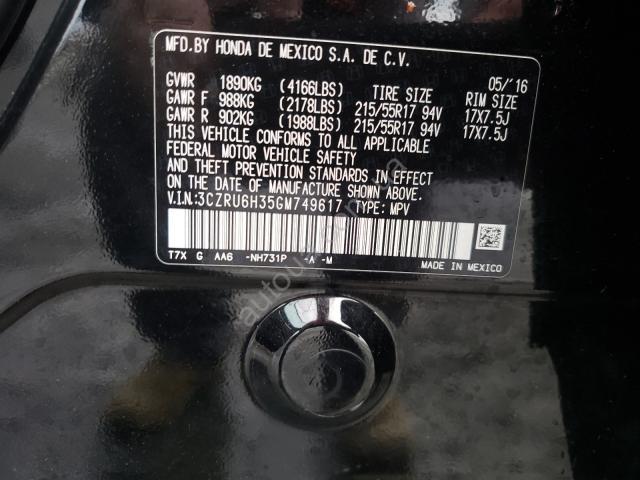 MFD. BY HONDA DE MEXICO S.A. DE C.V.
GVWR 1890KG (4166LBS) TIRE SIZE 05/'16 RIM SIZE
GAWR F 988KG (2178LBS) 215/55R17 94V 17X7.5J
GAWR R 902KG (1988LBS) 215/55R17 94V 17X7.5J
THIS VEHICLE CONFORMS TO ALL APPLICABLE
FEDERAL MOTOR VEHICLE SAFETY
AND THEFT PREVENTION STANDARDS IN EFFECT
ON THE DATE OF MANUFACTURE SHOWN ABOVE.
V.I.N.:3CZRU6H35GM749617 TYPE: MPV
T7X G AA6 -NH731P -A -M
MADE IN MEXICO